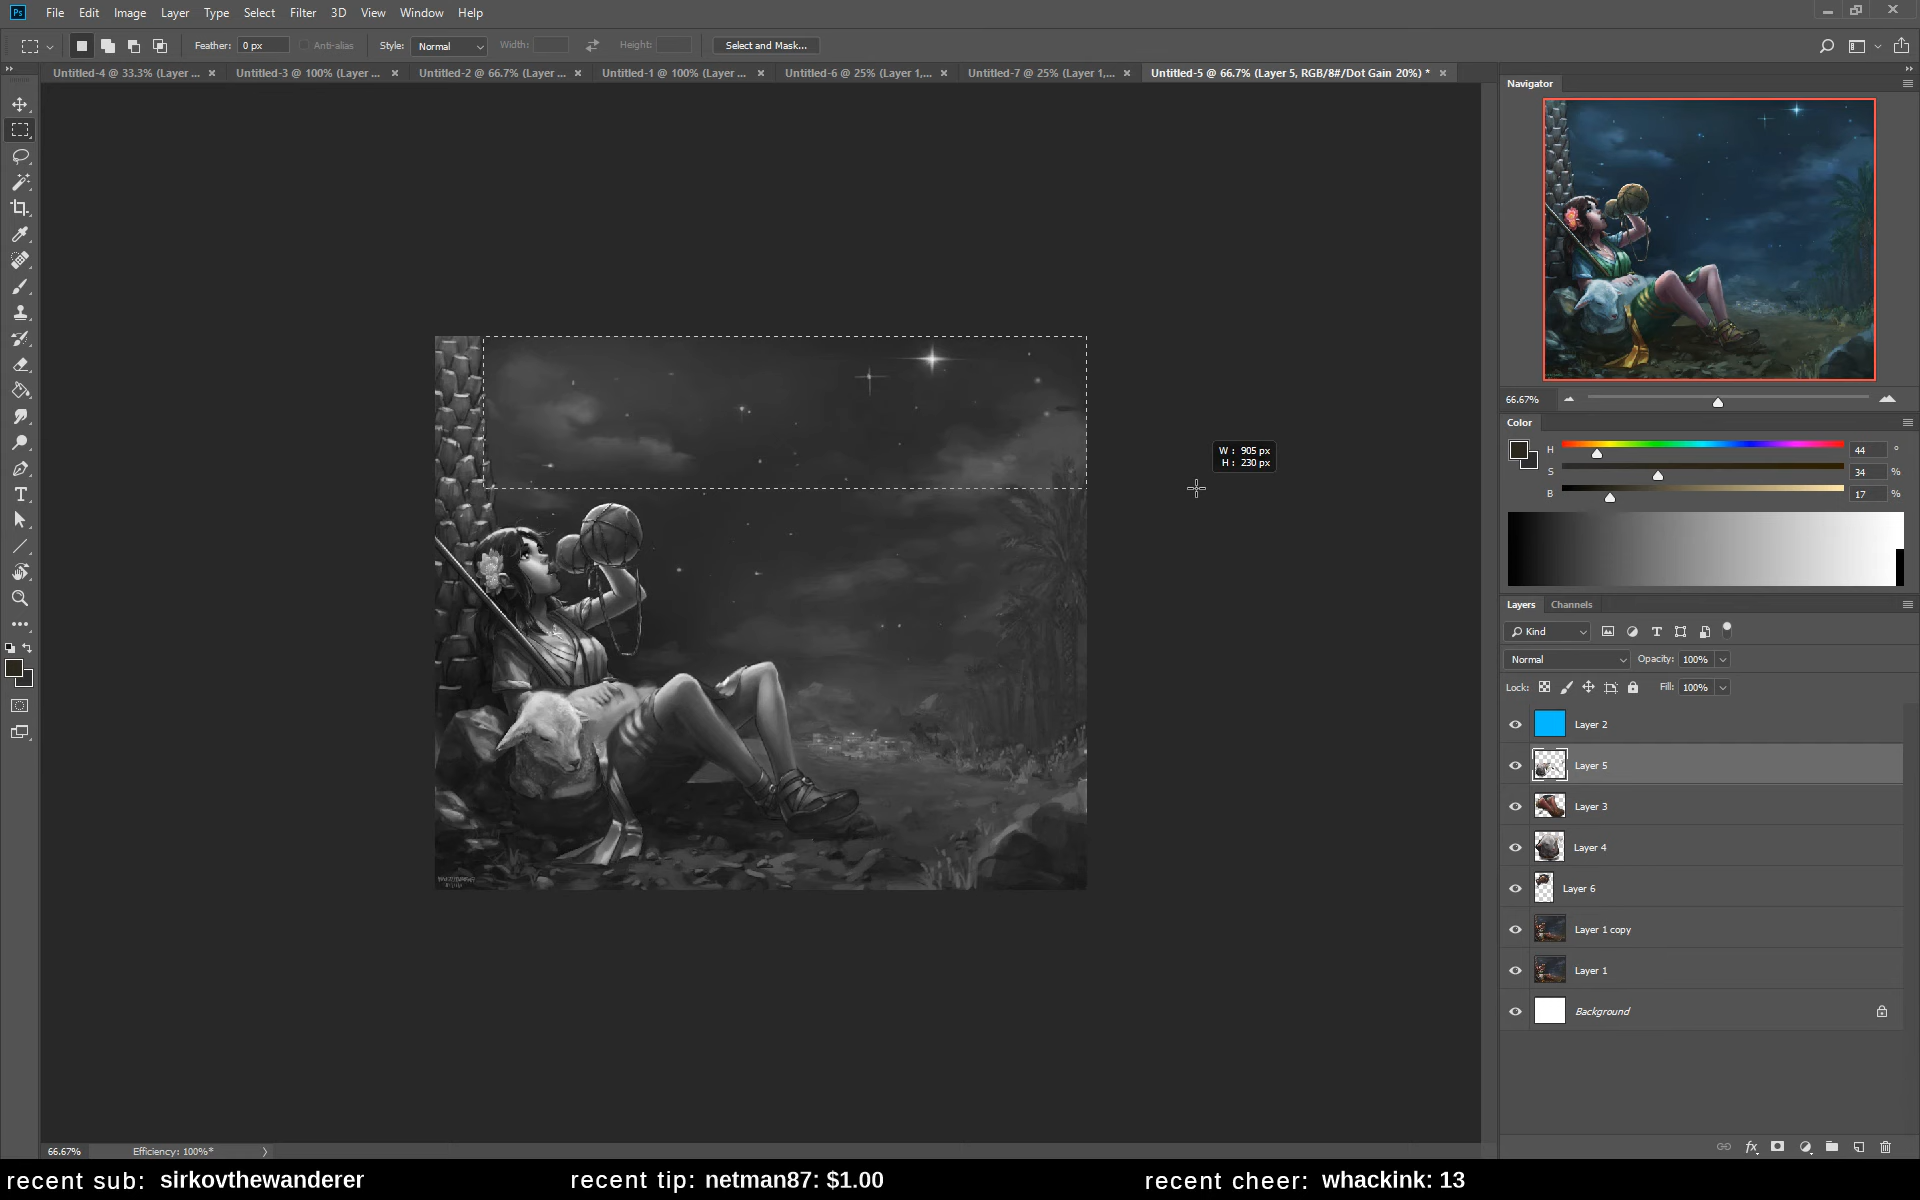 Ps File Edit Image Layer Type Select Filter 3D View Window Help
Feather: 0 px Anti-alias Style: Normal Width: Height: Select and Mask...
Untitled-4 @ 33.3% (Layer ... × Untitled-3 @ 100% (Layer ... × Untitled-2 @ 66.7% (Layer ... × Untitled-1 @ 100% (Layer ... × Untitled-6 @ 25% (Layer 1,... × Untitled-7 @ 25% (Layer 1,... × Untitled-5 @ 66.7% (Layer 5, RGB/8#/Dot Gain 20%) * ×
Navigator
66.67%
Color
H 44 °
S 34 %
B 17 %
W : 905 px
H : 230 px
Layers Channels
Kind
Normal Opacity: 100%
Lock: Fill: 100%
Layer 2
Layer 5
Layer 3
Layer 4
Layer 6
Layer 1 copy
Layer 1
Background
66.67% Efficiency: 100%*
recent sub: sirkovthewanderer recent tip: netman87: $1.00 recent cheer: whackink: 13